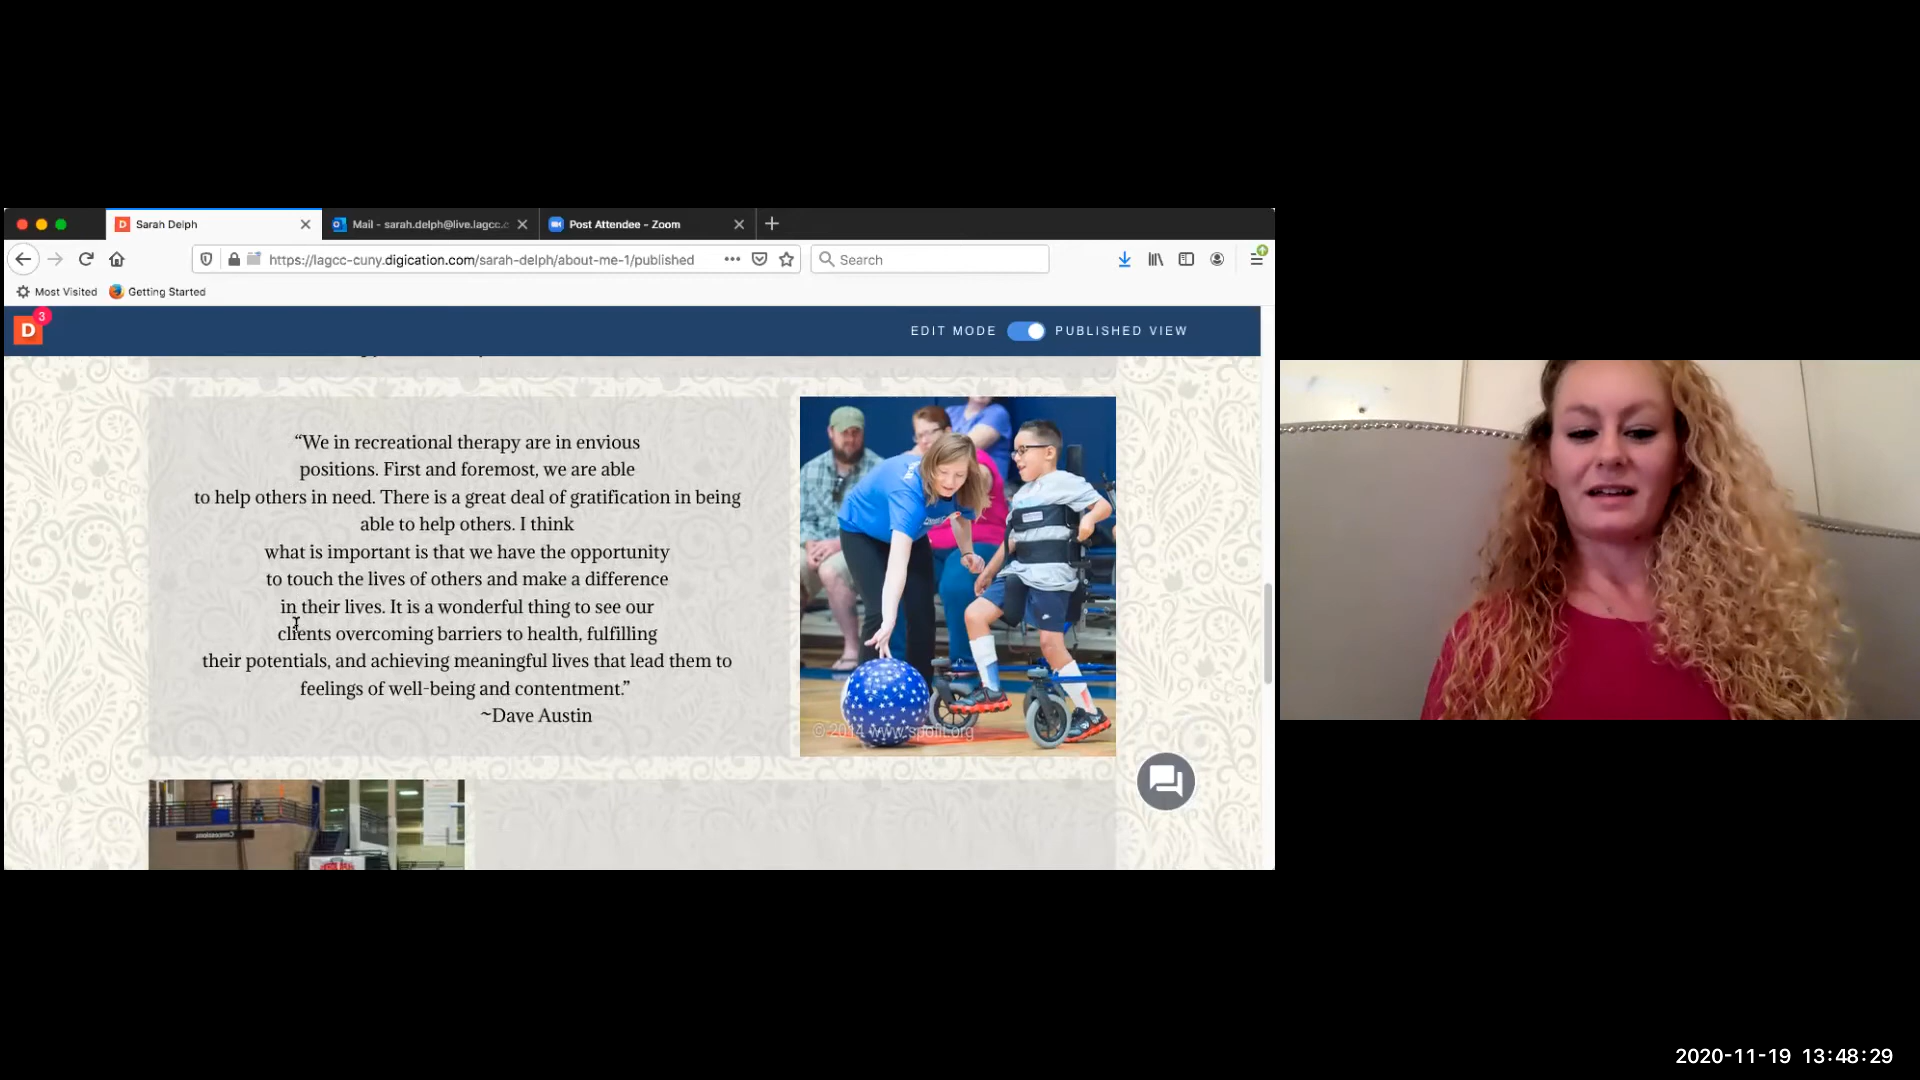 Sarah Delph
Mail - sarah.delph@live.lagcc.c
Post Attendee - Zoom
https://lagcc-cuny.digication.com/sarah-delph/about-me-1/published
Search
Most Visited
Getting Started
D
3
EDIT MODE
PUBLISHED VIEW
“We in recreational therapy are in envious
positions. First and foremost, we are able
to help others in need. There is a great deal of gratification in being
able to help others. I think
what is important is that we have the opportunity
to touch the lives of others and make a difference
in their lives. It is a wonderful thing to see our
clients overcoming barriers to health, fulfilling
their potentials, and achieving meaningful lives that lead them to
feelings of well-being and contentment.”
~Dave Austin
© 2014 www.spofit.org
2020-11-19 13:48:29